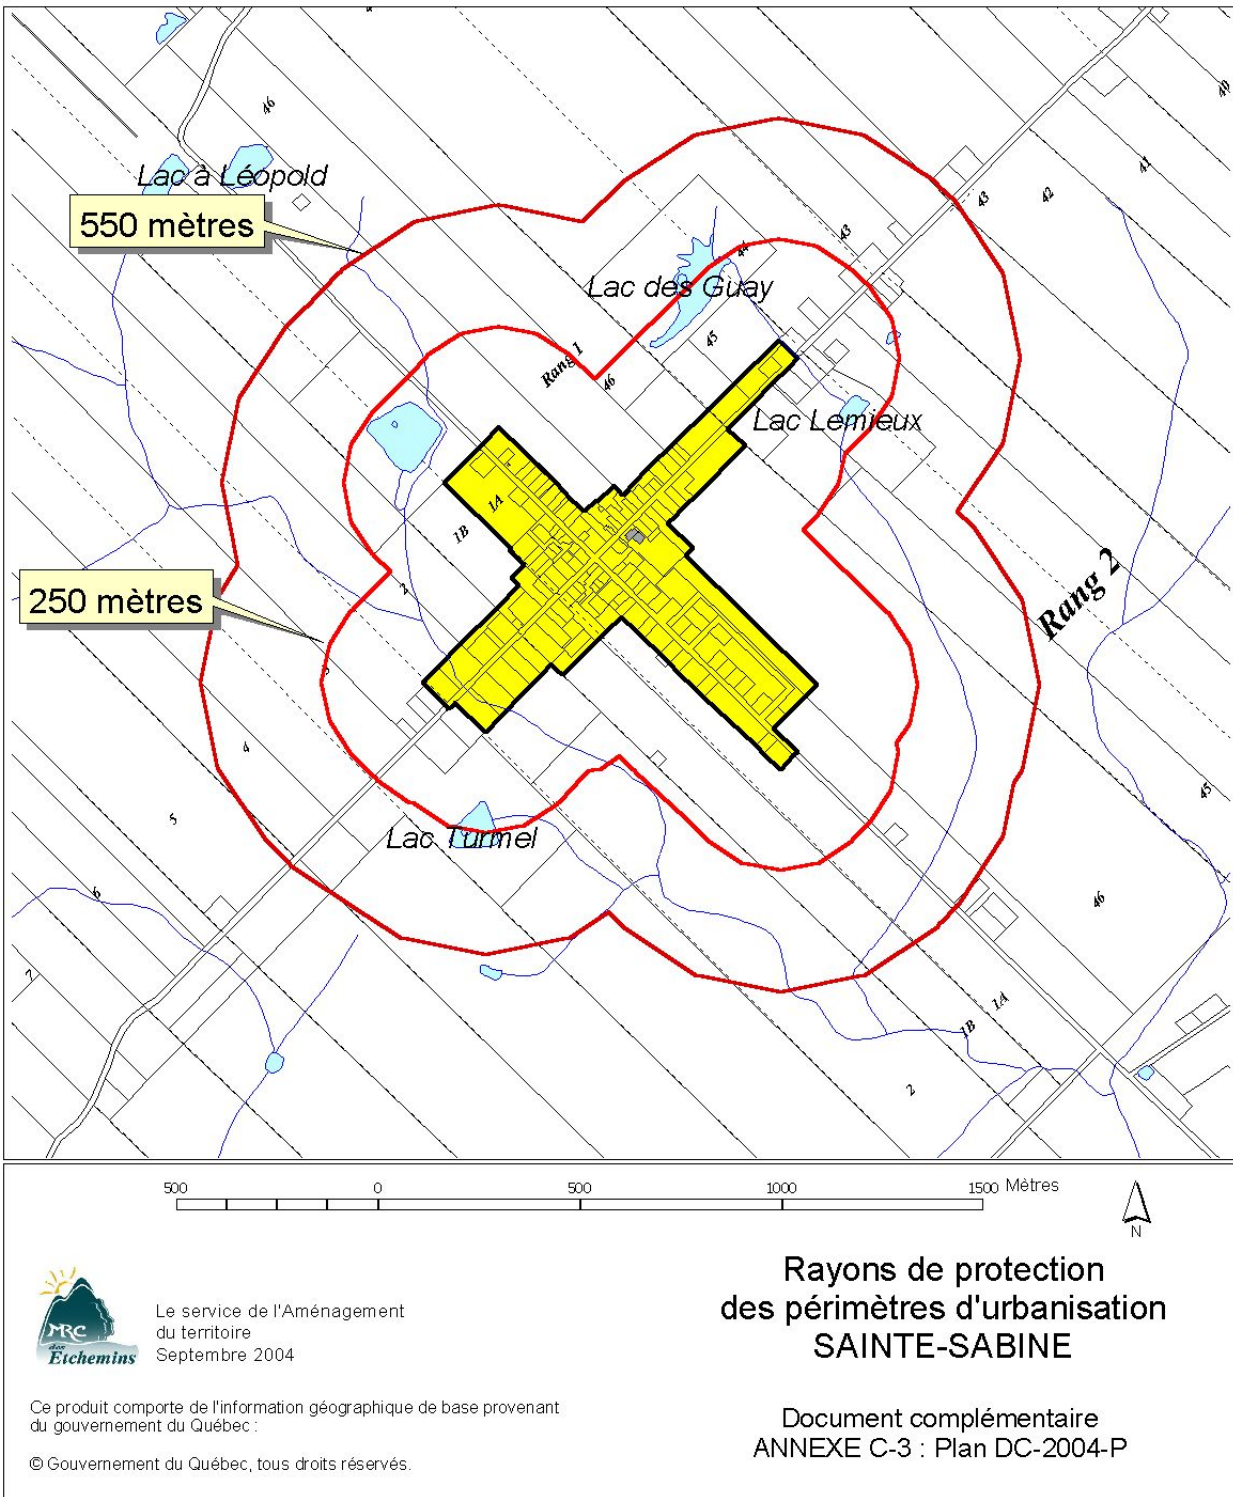 46
49
Lac à Léopold
41
42
43
550 mètres
43
44
Lac des Guay
45
Rang 1
46
Lac Lemieux
1A
1B
2
Rang 2
250 mètres
3
4
5
45
Lac Turmel
6
46
7
1A
1B
2
500 0 500 1000 1500 Mètres
N
MRC
des
Etchemins
Le service de l'Aménagement
du territoire
Septembre 2004
Rayons de protection
des périmètres d'urbanisation
SAINTE-SABINE
Ce produit comporte de l'information géographique de base provenant
du gouvernement du Québec :
© Gouvernement du Québec, tous droits réservés.
Document complémentaire
ANNEXE C-3 : Plan DC-2004-P